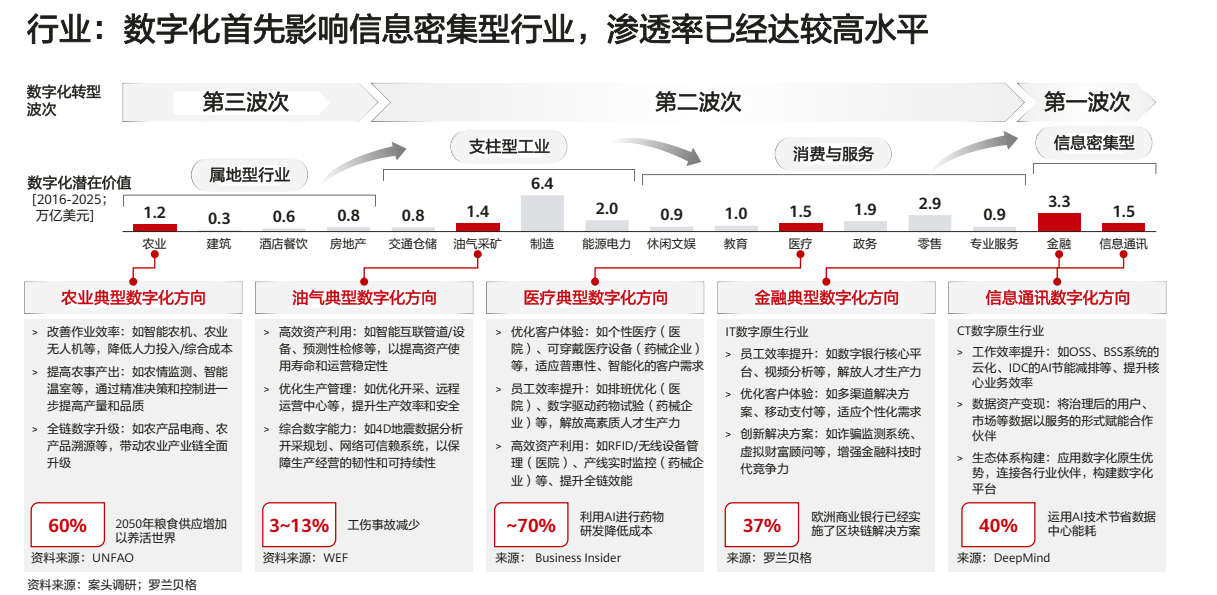 行业：数字化首先影响信息密集型行业，渗透率已经达较高水平
数字化转型
波次
第三波次
第二波次
第一波次
属地型行业
支柱型工业
消费与服务
信息密集型
数字化潜在价值
[2016-2025；
万亿美元]
1.2
0.3
0.6
0.8
0.8
1.4
6.4
2.0
0.9
1.0
1.5
1.9
2.9
0.9
3.3
1.5
农业
建筑
酒店餐饮
房地产
交通仓储
油气采矿
制造
能源电力
休闲文娱
教育
医疗
政务
零售
专业服务
金融
信息通讯
农业典型数字化方向
> 改善作业效率：如智能农机、农业
无人机等，降低人力投入/综合成本
> 提高农事产出：如农情监测、智能
温室等，通过精准决策和控制进一
步提高产量和品质
> 全链数字升级：如农产品电商、农
产品溯源等，带动农业产业链全面
升级
60%
2050年粮食供应增加
以养活世界
资料来源：UNFAO
油气典型数字化方向
> 高效资产利用：如智能互联管道/设
备、预测性检修等，以提高资产使
用寿命和运营稳定性
> 优化生产管理：如优化开采、远程
运营中心等，提升生产效率和安全
> 综合数字能力：如4D地震数据分析
开采规划、网络可信赖系统，以保
障生产经营的韧性和可持续性
3~13%
工伤事故减少
资料来源：WEF
医疗典型数字化方向
> 优化客户体验：如个性医疗（医
院）、可穿戴医疗设备（药械企业）
等，适应普惠性、智能化的客户需求
> 员工效率提升：如排班优化（医
院）、数字驱动药物试验（药械企
业）等，解放高素质人才生产力
> 高效资产利用：如RFID/无线设备管
理（医院）、产线实时监控（药械企
业）等、提升全链效能
~70%
利用AI进行药物
研发降低成本
来源： Business Insider
金融典型数字化方向
IT数字原生行业
> 员工效率提升：如数字银行核心平
台、视频分析等，解放人才生产力
> 优化客户体验：如多渠道解决方
案、移动支付等，适应个性化需求
> 创新解决方案：如诈骗监测系统、
虚拟财富顾问等，增强金融科技时
代竞争力
37%
欧洲商业银行已经实
施了区块链解决方案
来源：罗兰贝格
信息通讯数字化方向
CT数字原生行业
> 工作效率提升：如OSS、BSS系统的
云化、IDC的AI节能减排等、提升核
心业务效率
> 数据资产变现：将治理后的用户、
市场等数据以服务的形式赋能合作
伙伴
> 生态体系构建：应用数字化原生优
势，连接各行业伙伴，构建数字化
平台
40%
运用AI技术节省数据
中心能耗
来源：DeepMind
资料来源：案头调研；罗兰贝格